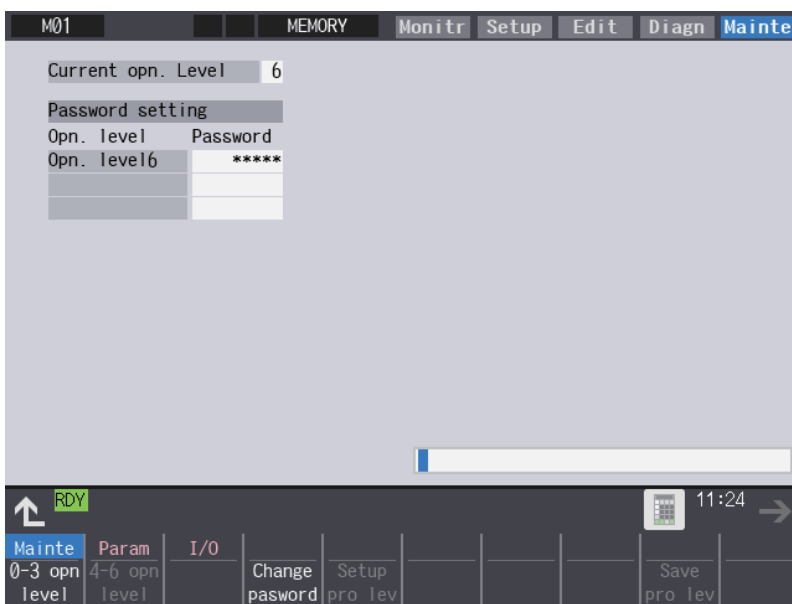 M01 MEMORY Monitr Setup Edit Diagn Mainte
Current opn. Level 6
Password setting
Opn. level Password
Opn. level6 *****
RDY 11:24
Mainte Param I/O
0-3 opn level
4-6 opn level
Change pasword
Setup pro lev
Save pro lev